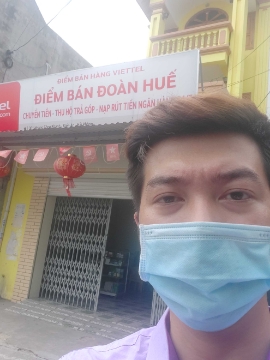 ĐIỂM BÁN HÀNG VIETTEL
ĐIỂM BÁN ĐOÀN HUẾ
CHUYỂN TIỀN - THU HỘ TRẢ GÓP - NẠP RÚT TIỀN NGÂN